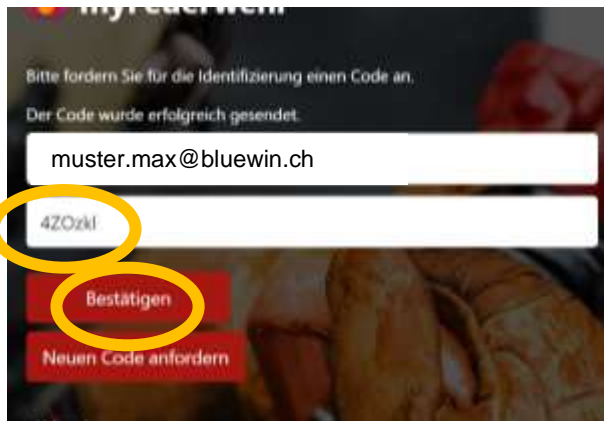 myFeuerwehr
Bitte fordern Sie für die Identifizierung einen Code an.
Der Code wurde erfolgreich gesendet.
muster.max@bluewin.ch
4ZOzkl
Bestätigen
Neuen Code anfordern